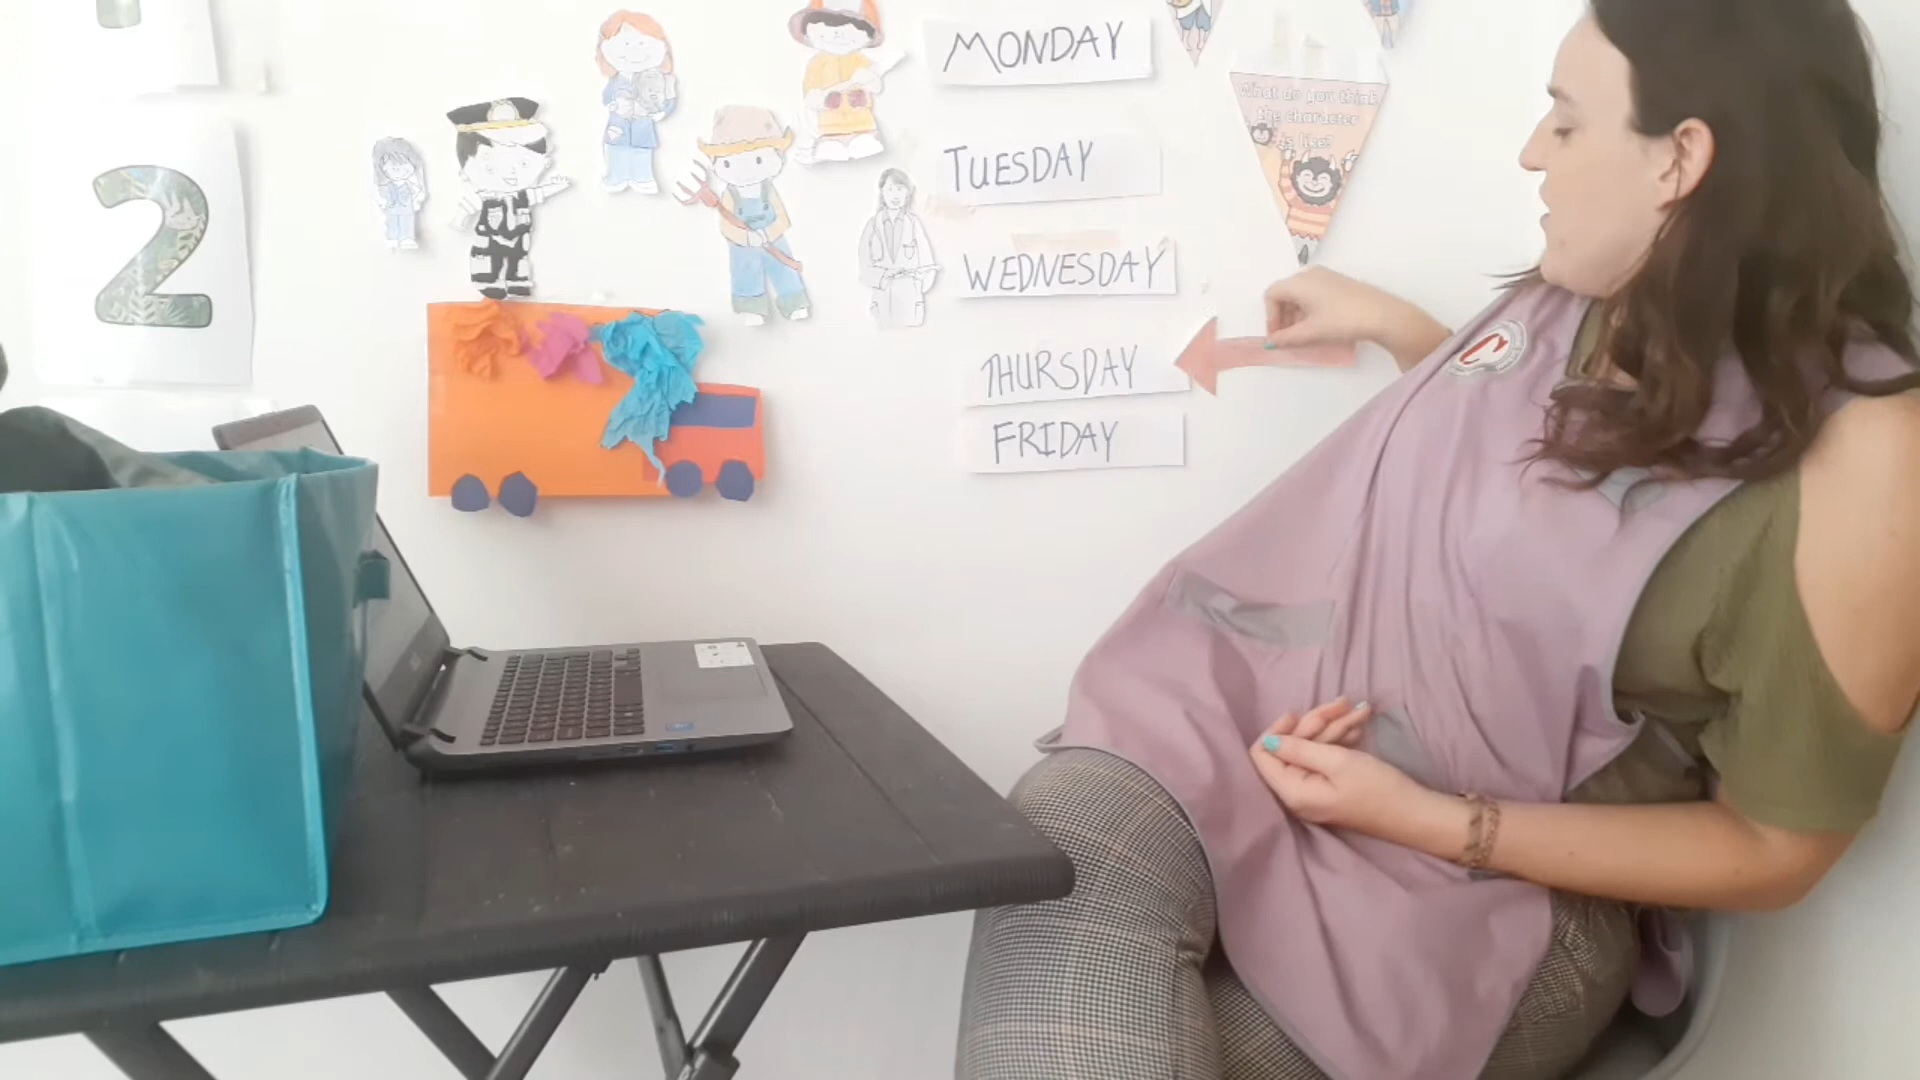 2
MONDAY
TUESDAY
WEDNESDAY
THURSDAY
FRIDAY
What do you think
the character
is like?